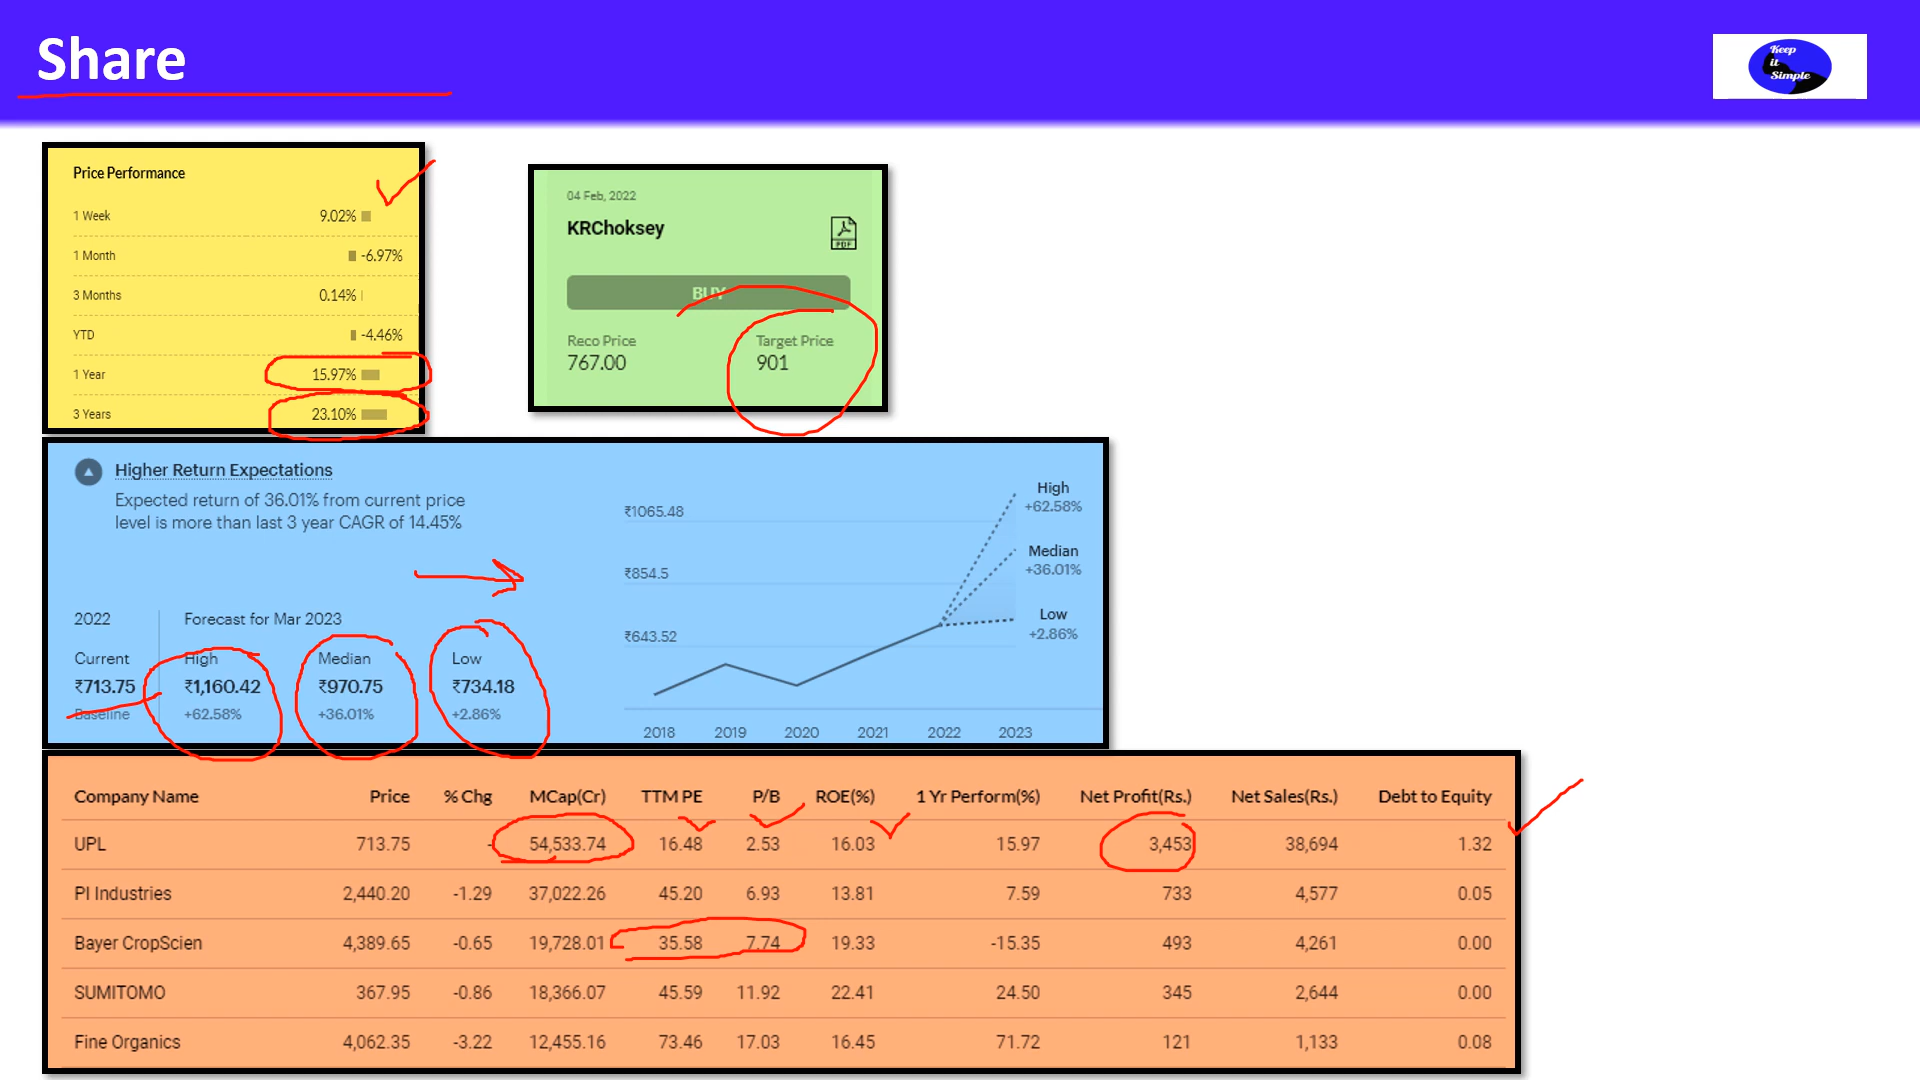 Share
Keep
it
Simple
Price Performance
1 Week 9.02%
1 Month -6.97%
3 Months 0.14%
YTD -4.46%
1 Year 15.97%
3 Years 23.10%
04 Feb, 2022
KRChoksey
PDF
BUY
Reco Price Target Price
767.00 901
Higher Return Expectations
Expected return of 36.01% from current price
level is more than last 3 year CAGR of 14.45%
2022 Forecast for Mar 2023
Current High Median Low
₹713.75 ₹1,160.42 ₹970.75 ₹734.18
Baseline +62.58% +36.01% +2.86%
₹1065.48
₹854.5
₹643.52
High
+62.58%
Median
+36.01%
Low
+2.86%
2018 2019 2020 2021 2022 2023
Company Name Price % Chg MCap(Cr) TTM PE P/B ROE(%) 1 Yr Perform(%) Net Profit(Rs.) Net Sales(Rs.) Debt to Equity
UPL 713.75 - 54,533.74 16.48 2.53 16.03 15.97 3,453 38,694 1.32
PI Industries 2,440.20 -1.29 37,022.26 45.20 6.93 13.81 7.59 733 4,577 0.05
Bayer CropScien 4,389.65 -0.65 19,728.01 35.58 7.74 19.33 -15.35 493 4,261 0.00
SUMITOMO 367.95 -0.86 18,366.07 45.59 11.92 22.41 24.50 345 2,644 0.00
Fine Organics 4,062.35 -3.22 12,455.16 73.46 17.03 16.45 71.72 121 1,133 0.08